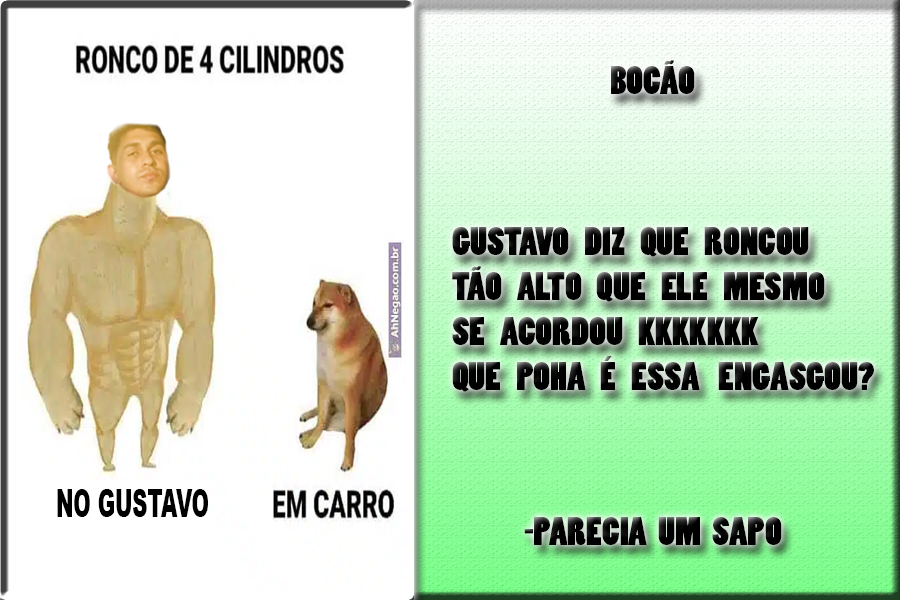 RONCO DE 4 CILINDROS
AhNegao.com.br
NO GUSTAVO
EM CARRO
BOCÃO
GUSTAVO DIZ QUE RONCOU
TÃO ALTO QUE ELE MESMO
SE ACORDOU KKKKKKK
QUE POHA É ESSA ENGASGOU?
-PARECIA UM SAPO